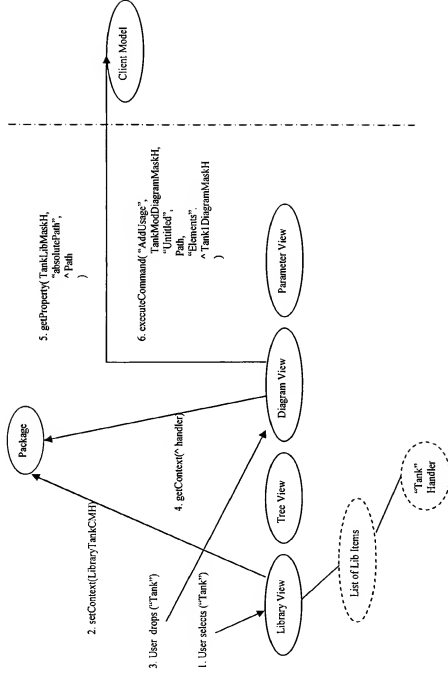 Client Model
5. getProperty( TankLibMaskH,
"absolutePath",
^ Path
)
6. executeCommand( "AddUsage",
TankModDiagramMaskH,
"Untitled",
Path,
"Elements".
^ Tank1DiagramMaskH
)
Package
2. setContext(LibraryTankCMH)
4. getContext(^ handler)
3. User drops ("Tank")
1. User selects ("Tank")
Library View
Tree View
Diagram View
Parameter View
List of Lib Items
"Tank"
Handler